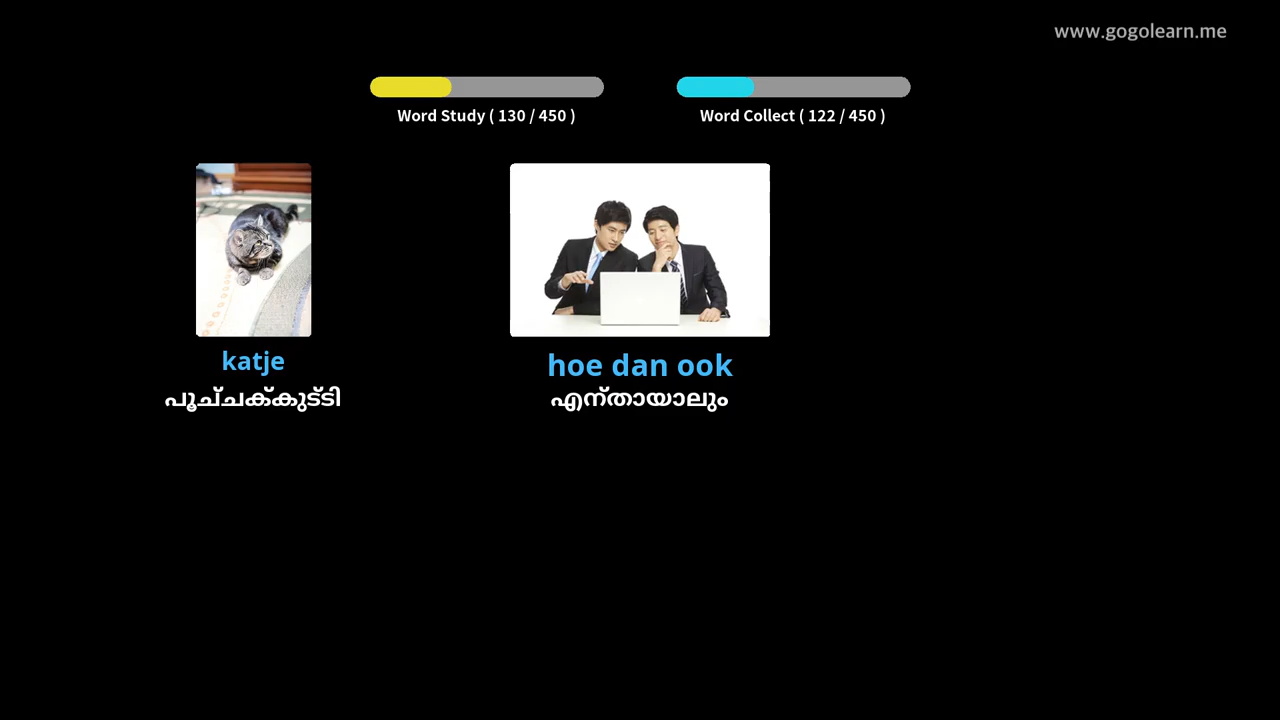 www.gogolearn.me
Word Study ( 130 / 450 )
Word Collect ( 122 / 450 )
katje
പൂച്ചക്കുട്ടി
hoe dan ook
എന്തായാലും